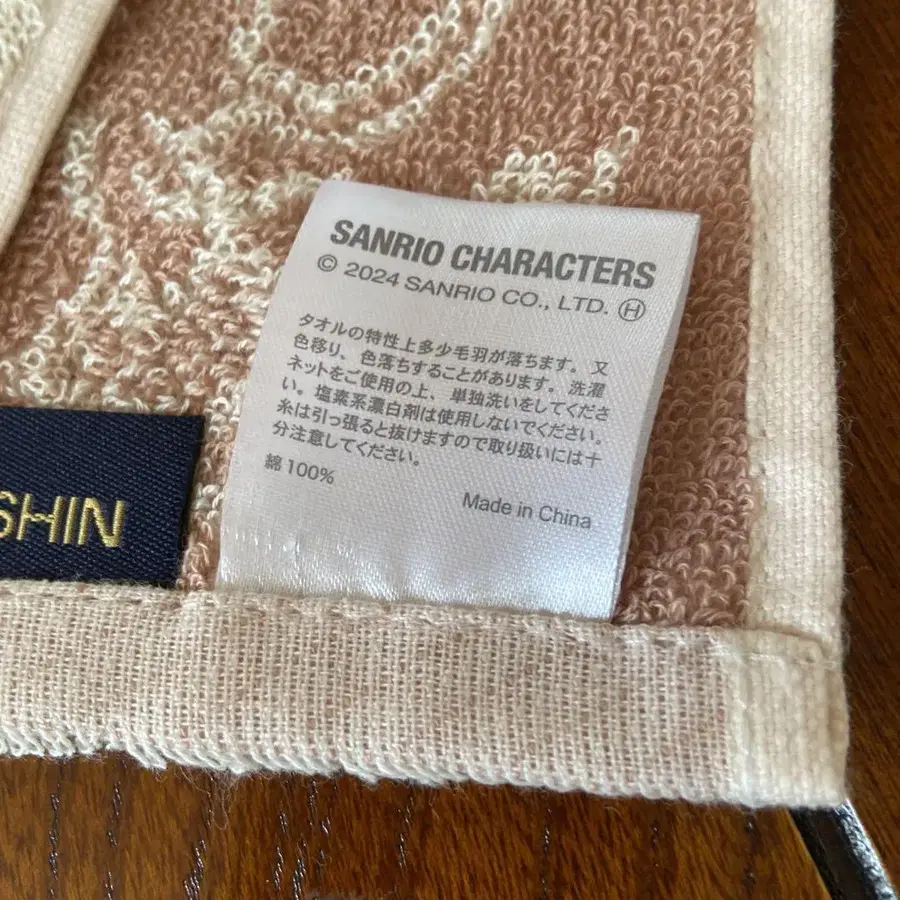 SANRIO CHARACTERS
© 2024 SANRIO CO., LTD. Ⓗ
タオルの特性上多少毛羽が落ちます。又
色移り、色落ちすることがあります。洗濯
ネットをご使用の上、単独洗いをしてくださ
い。塩素系漂白剤は使用しないでください。
糸は引っ張ると抜けますので取り扱いには十
分注意してください。
綿100%
Made in China
SHIN